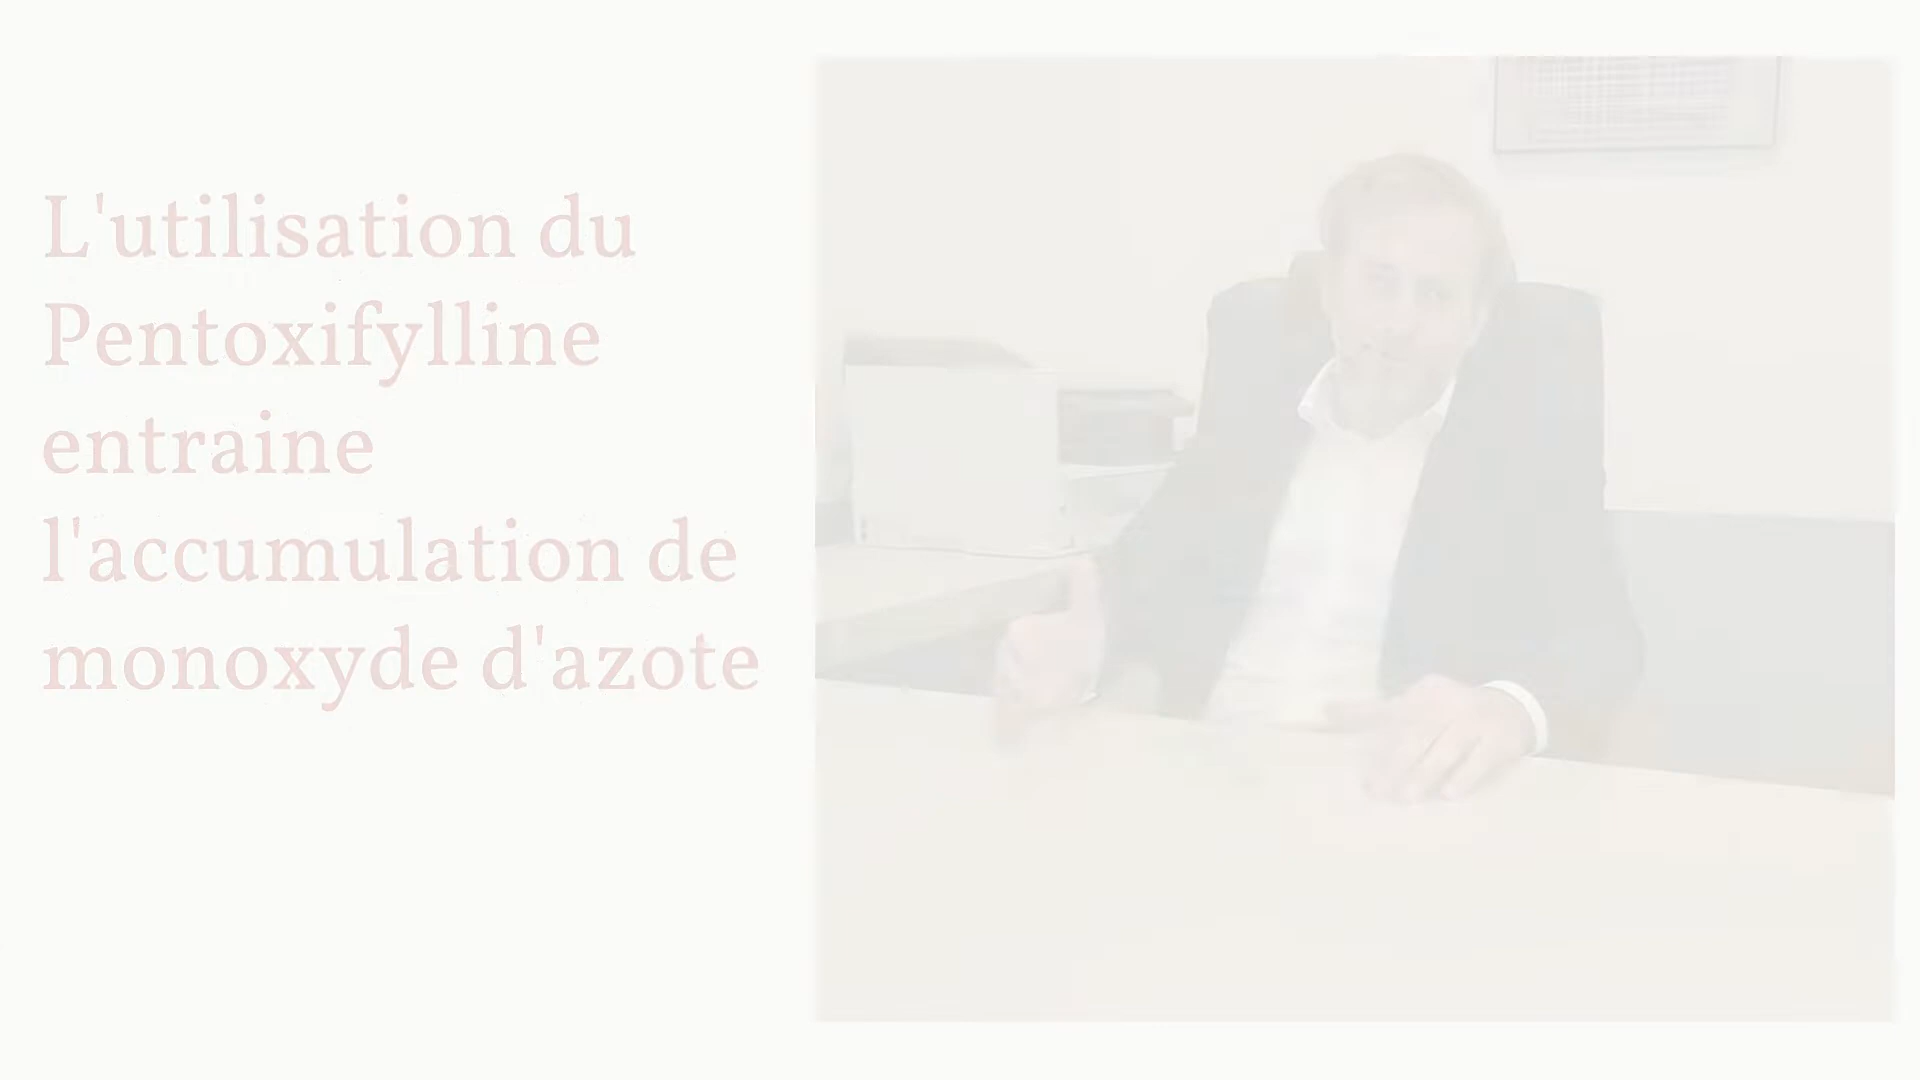 L'utilisation du
Pentoxifylline
entraine
l'accumulation de
monoxyde d'azote